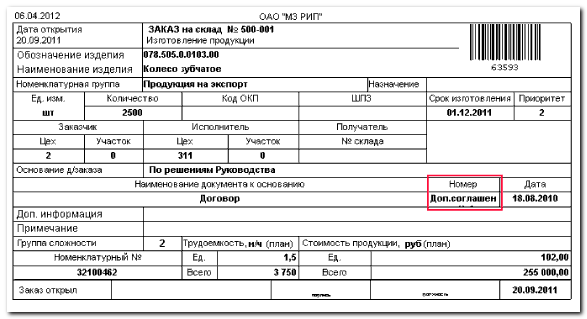 06.04.2012 ОАО "МЗ РИП"
Дата открытия ЗАКАЗ на склад № 500-001
20.09.2011 Изготовление продукции
Обозначение изделия 078.505.0.0103.00
Наименование изделия Колесо зубчатое 63593
Номенклатурная группа Продукция на экспорт Назначение
Ед. изм. Количество Код ОКП ШПЗ Срок изготовления Приоритет
шт 2500 01.12.2011 2
Заказчик Исполнитель Получатель
Цех Участок Цех Участок № склада
2 0 311 0
Основание д/заказа По решениям Руководства
Наименование документа к основанию Номер Дата
Договор Доп.соглашен 18.08.2010
Доп. информация
Примечание
Группа сложности 2 Трудоемкость, н/ч (план) Стоимость продукции, руб (план)
Номенклатурный № Ед. 1,5 Ед. 102,00
32100462 Всего 3 750 Всего 255 000,00
Заказ открыл 20.09.2011